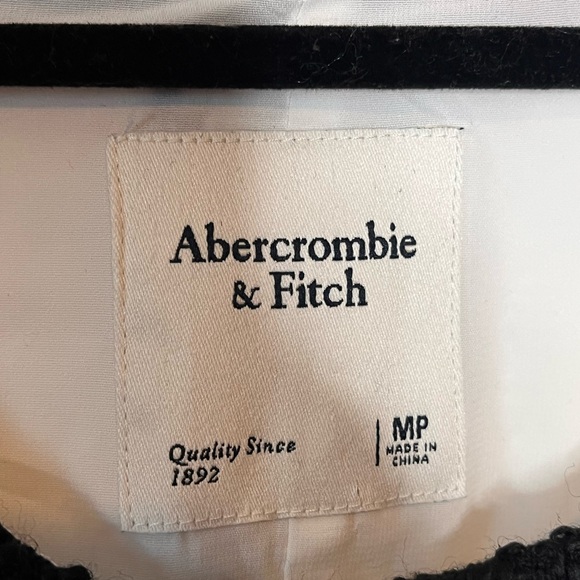 Abercrombie
& Fitch
Quality Since
1892
MP
MADE IN
CHINA